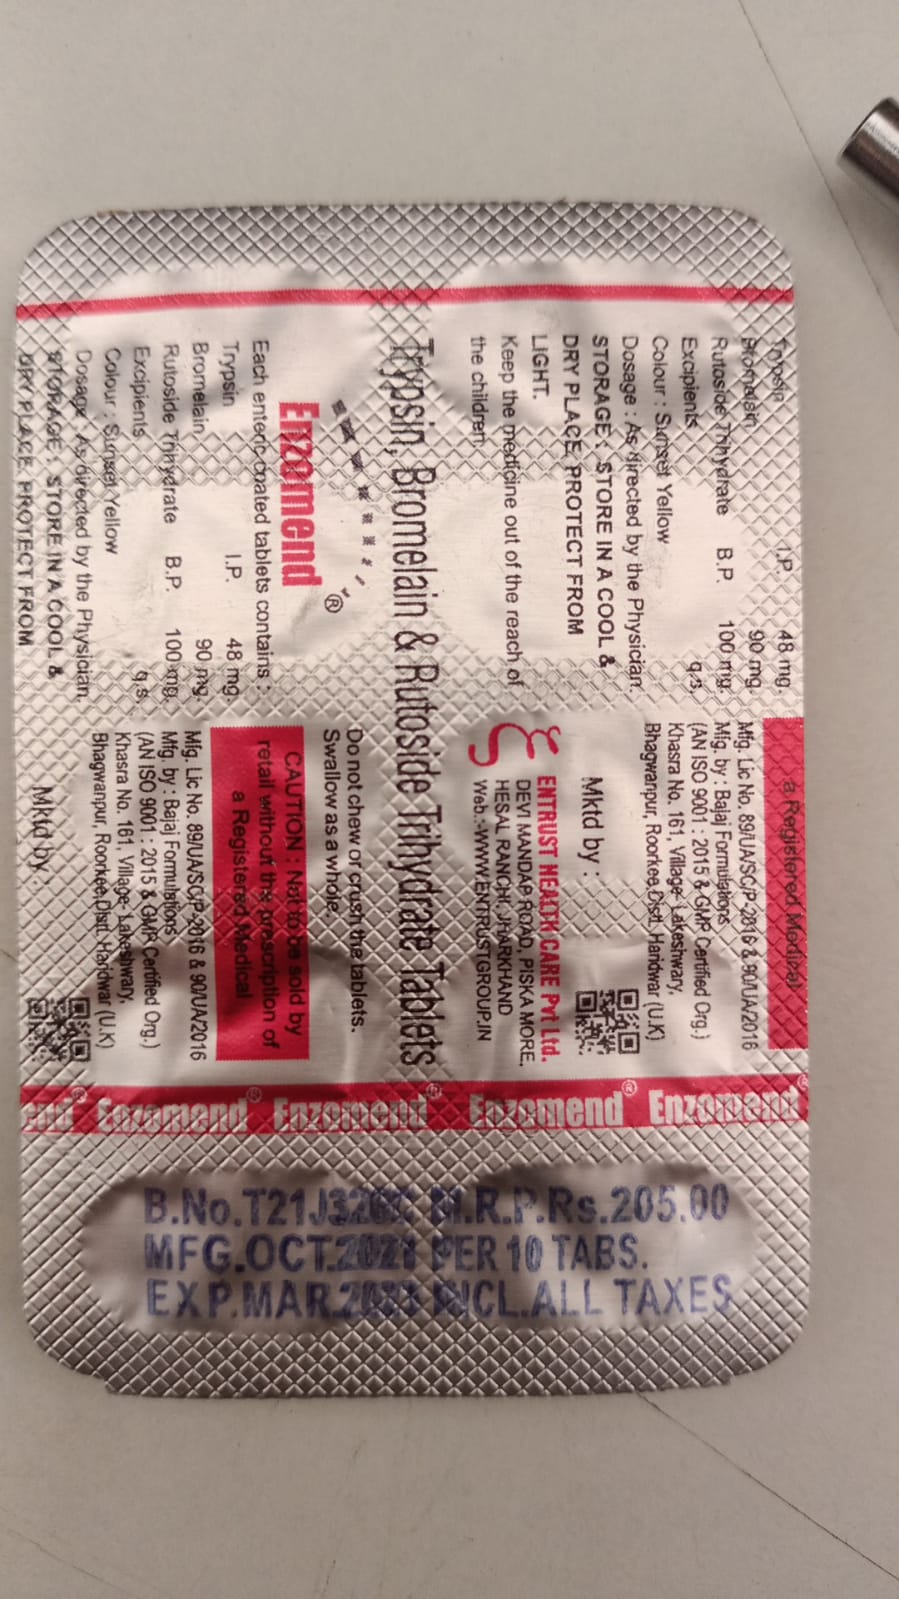 Trypsin I.P. 48 mg.
Bromelain 90 mg.
Rutoside Trihydrate B.P. 100 mg.
Excipients q.s.
Colour : Sunset Yellow
Dosage : As directed by the Physician.
STORAGE : STORE IN A COOL &
DRY PLACE. PROTECT FROM
LIGHT.
Keep the medicine out of the reach of
the children.
a Registered Medical
Mfg. Lic No. 89/UA/SC/P-2016 & 90/UA/2016
Mfg. by : Bajaj Formulations
(AN ISO 9001 : 2015 & GMP Certified Org.)
Khasra No. 161, Village- Lakeshwary,
Bhagwanpur, Roorkee,Distt. Haridwar (U.K)
Mktd by :
ENTRUST HEALTH CARE Pvt Ltd.
DEVI MANDAP ROAD, PISKA MORE,
HESAL RANCHI, JHARKHAND
Web.:-WWW.ENTRUSTGROUP.IN
Trypsin, Bromelain & Rutoside Trihydrate Tablets
Enzomend®
Each enteric coated tablets contains :
Trypsin I.P. 48 mg.
Bromelain 90 mg.
Rutoside Trihydrate B.P. 100 mg.
Excipients q.s.
Colour : Sunset Yellow
Dosage : As directed by the Physician.
STORAGE : STORE IN A COOL &
DRY PLACE. PROTECT FROM
Do not chew or crush the tablets.
Swallow as a whole.
CAUTION : Not to be sold by
retail without the prescription of
a Registered Medical
Mfg. Lic No. 89/UA/SC/P-2016 & 90/UA/2016
Mfg. by : Bajaj Formulations
(AN ISO 9001 : 2015 & GMP Certified Org.)
Khasra No. 161, Village- Lakeshwary,
Bhagwanpur, Roorkee,Distt. Haridwar (U.K)
Mktd by :
end® Enzomend® Enzomend® Enzomend® Enzomend®
M.R.P.Rs.205.00
MFG.OCT.2021 PER 10 TABS.
EXP.MAR.2023 INCL.ALL TAXES